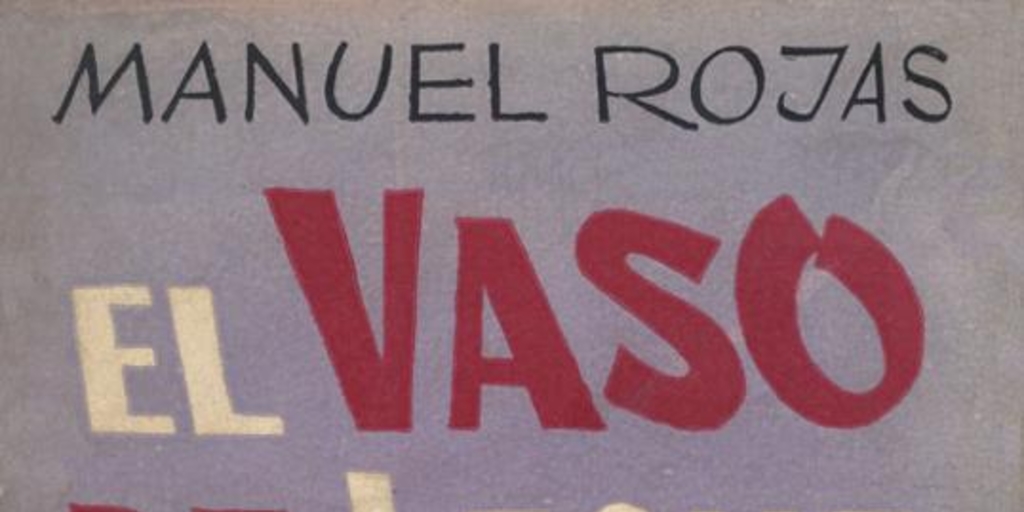 MANUEL ROJAS
EL VASO